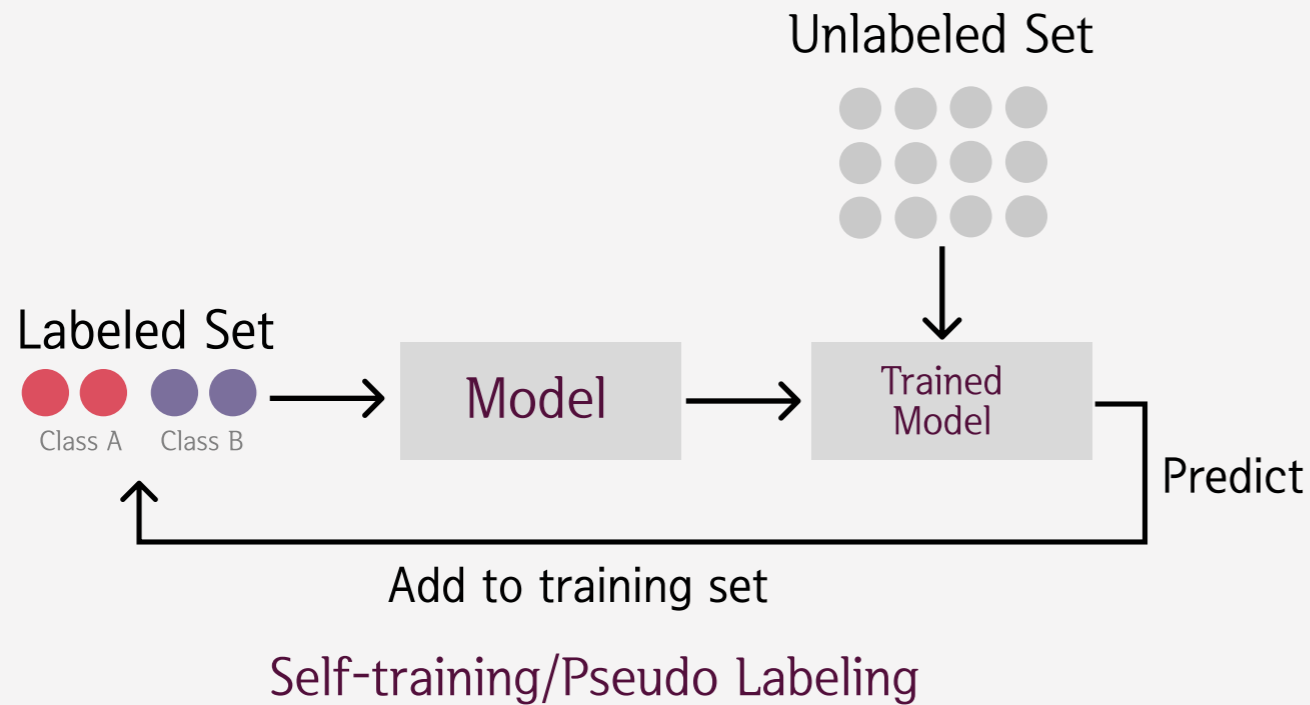 Unlabeled Set
Labeled Set
Class A
Class B
Model
Trained
Model
Predict
Add to training set
Self-training/Pseudo Labeling